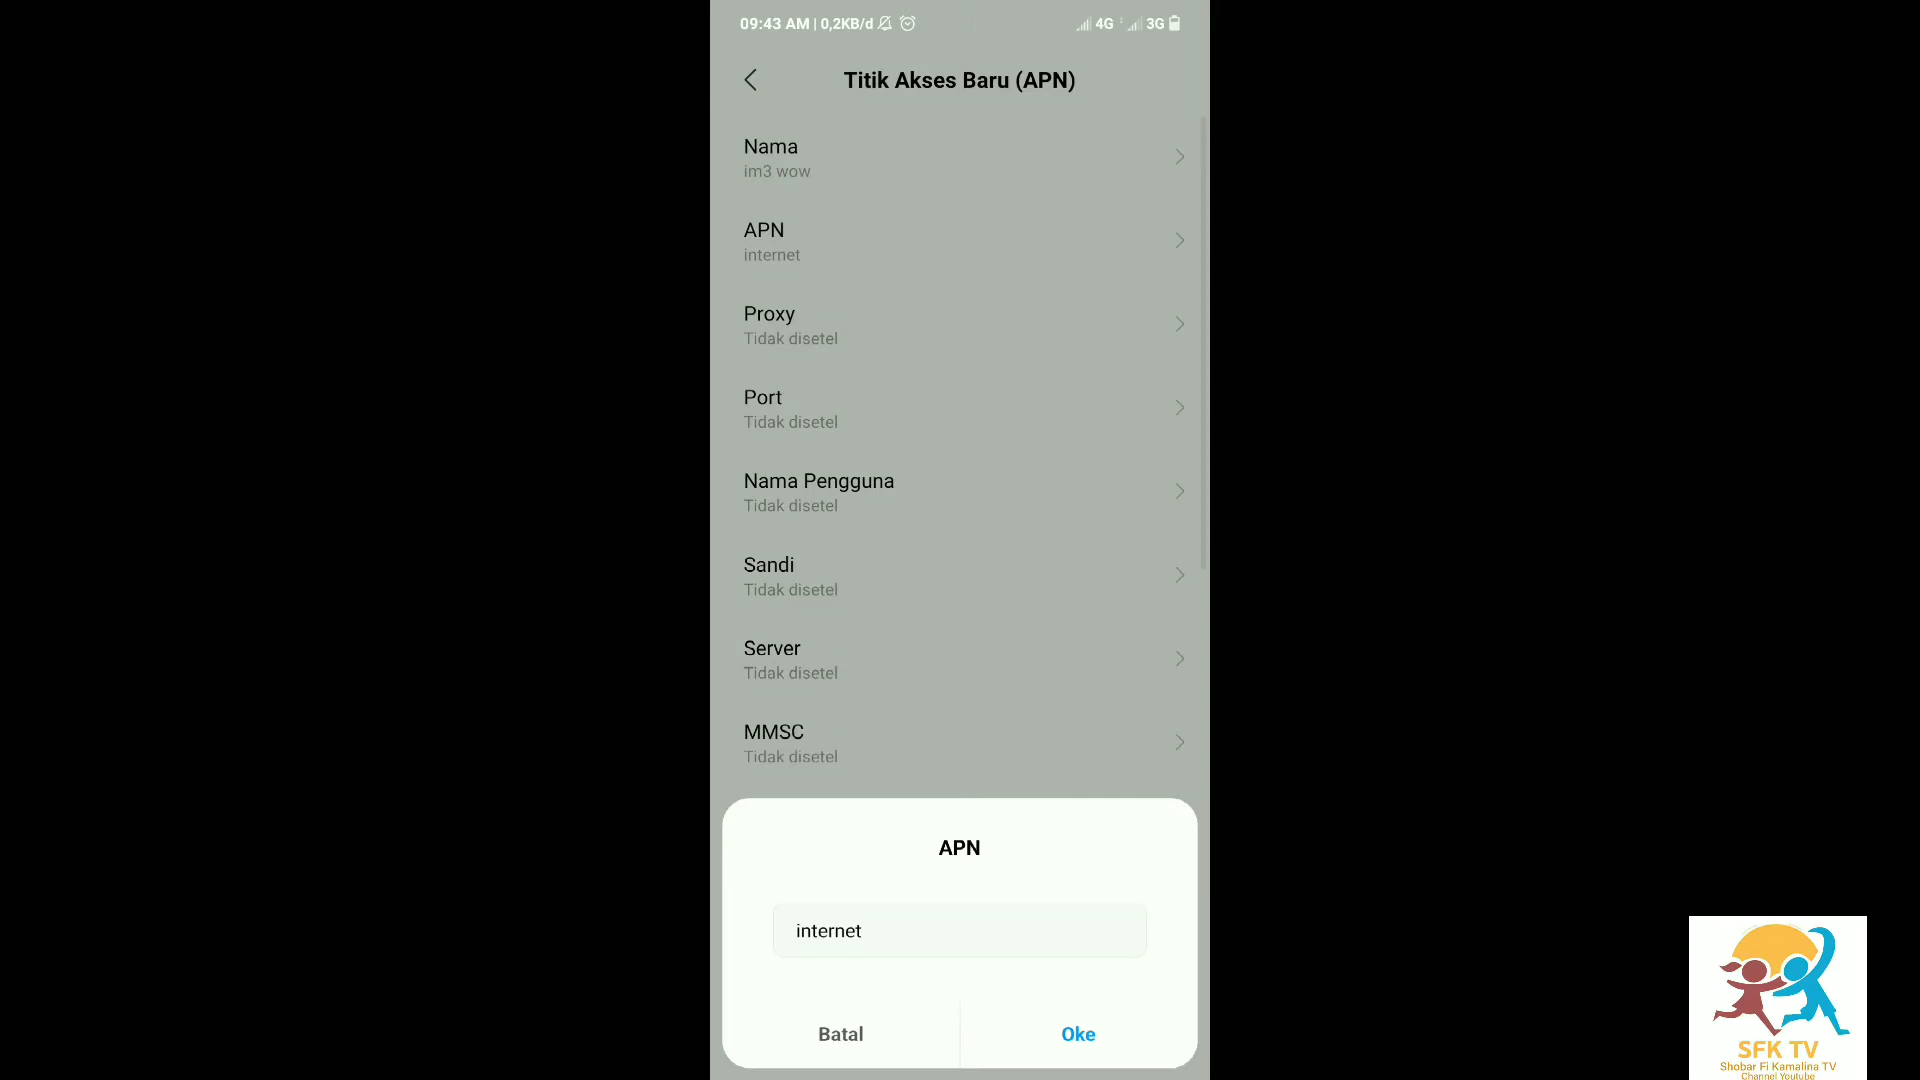 09:43 AM | 0,2KB/d 4G 3G
Titik Akses Baru (APN)
Nama
im3 wow
APN
internet
Proxy
Tidak disetel
Port
Tidak disetel
Nama Pengguna
Tidak disetel
Sandi
Tidak disetel
Server
Tidak disetel
MMSC
Tidak disetel
APN
internet
Batal Oke
SFK TV
Shobar Fi Kamalina TV
Channel Youtube